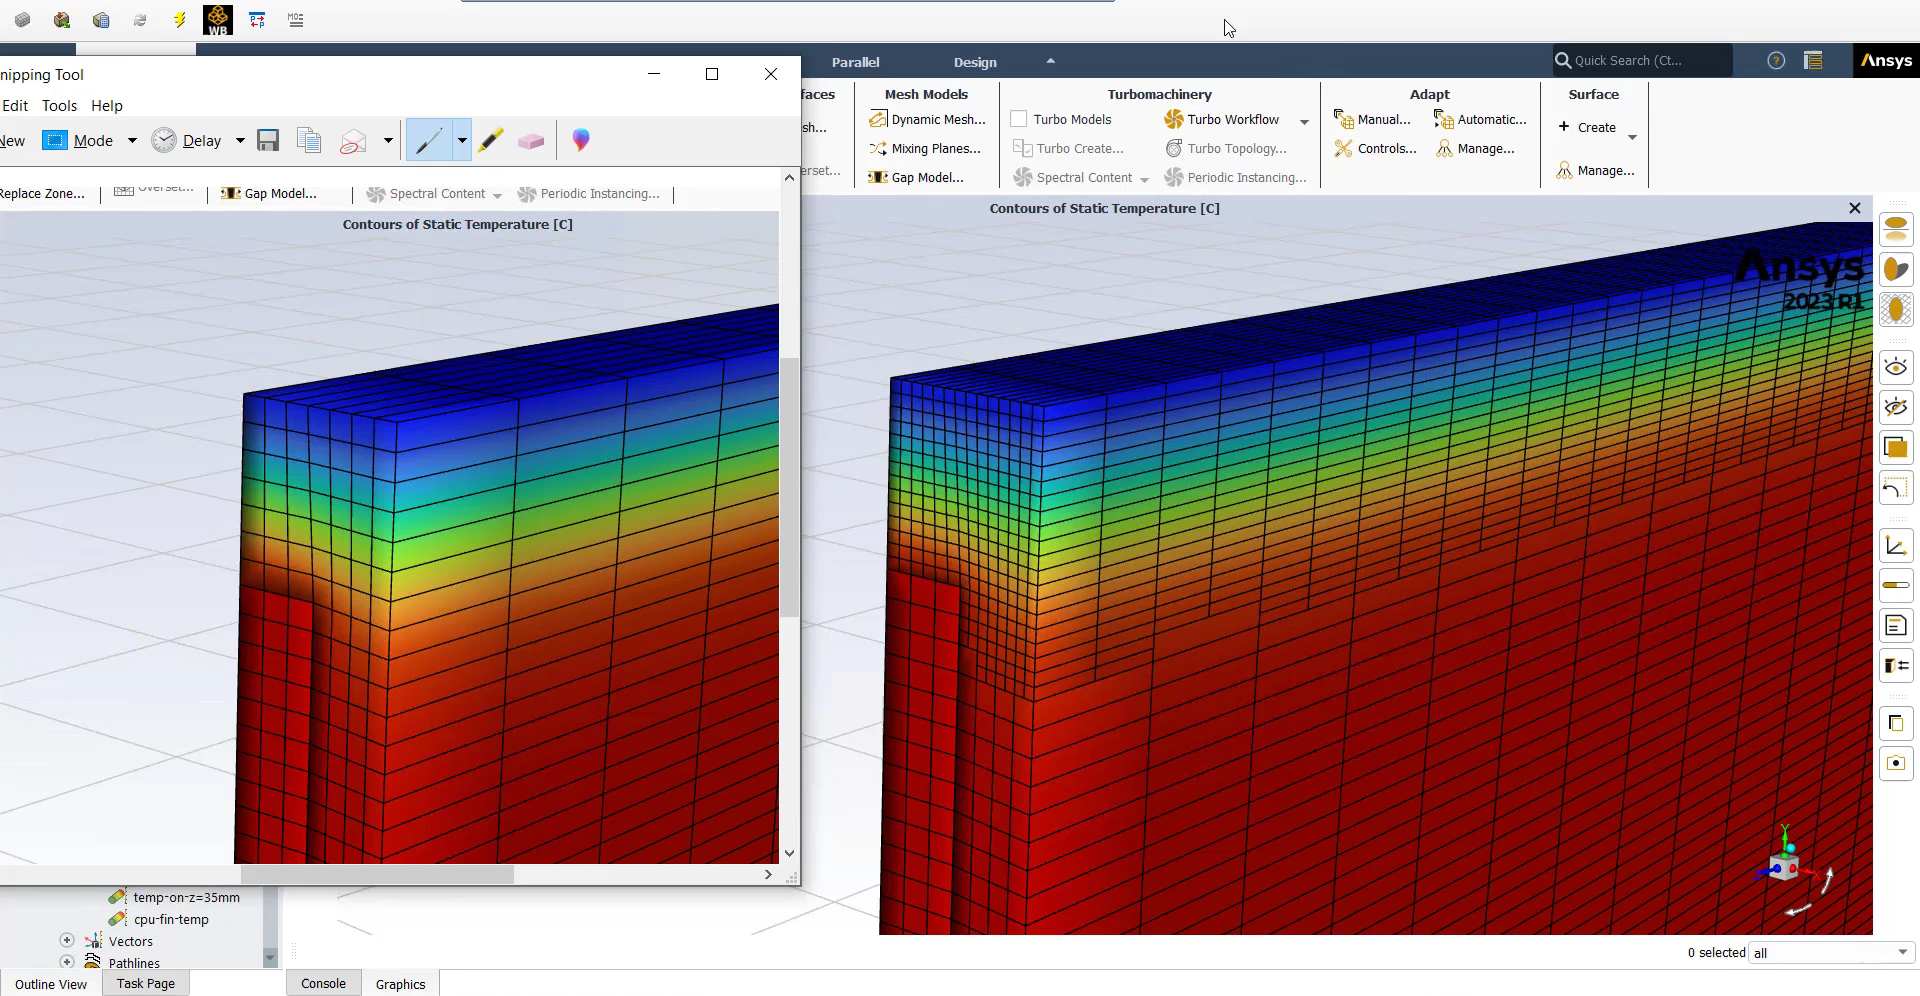 WB
Parallel
Design
Quick Search (Ct...
Ansys
nipping Tool
Edit Tools Help
New Mode Delay
faces
Mesh Models
Turbomachinery
Adapt
Surface
sh...
Dynamic Mesh...
Turbo Models
Turbo Workflow
Manual...
Automatic...
Create
Mixing Planes...
Turbo Create...
Turbo Topology...
Controls...
Manage...
erset...
Gap Model...
Spectral Content
Periodic Instancing...
Manage...
Replace Zone...
Overset...
Gap Model...
Spectral Content
Periodic Instancing...
Contours of Static Temperature [C]
Contours of Static Temperature [C]
Ansys
2023 R1
Y
temp-on-z=35mm
cpu-fin-temp
Vectors
Pathlines
0 selected all
Outline View
Task Page
Console
Graphics